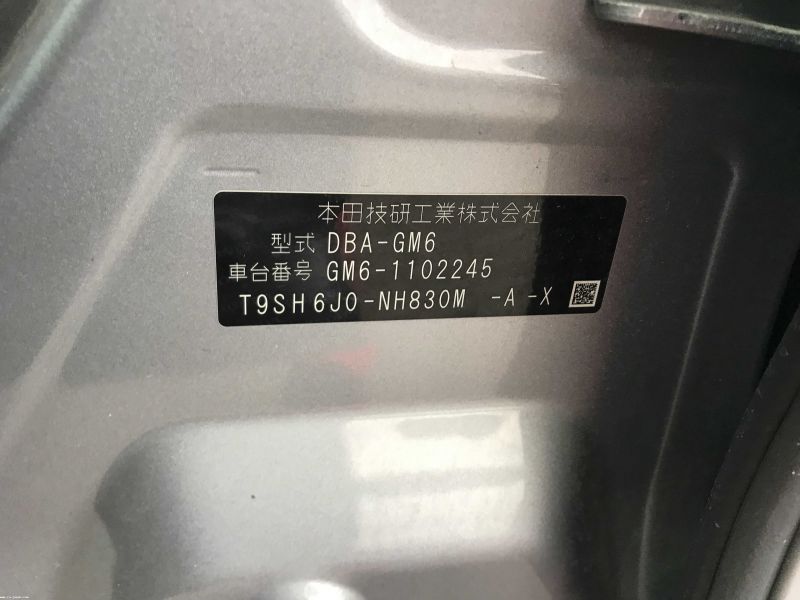 本田技研工業株式会社
型式 DBA-GM6
車台番号 GM6-1102245
T9SH6J0-NH830M -A-X